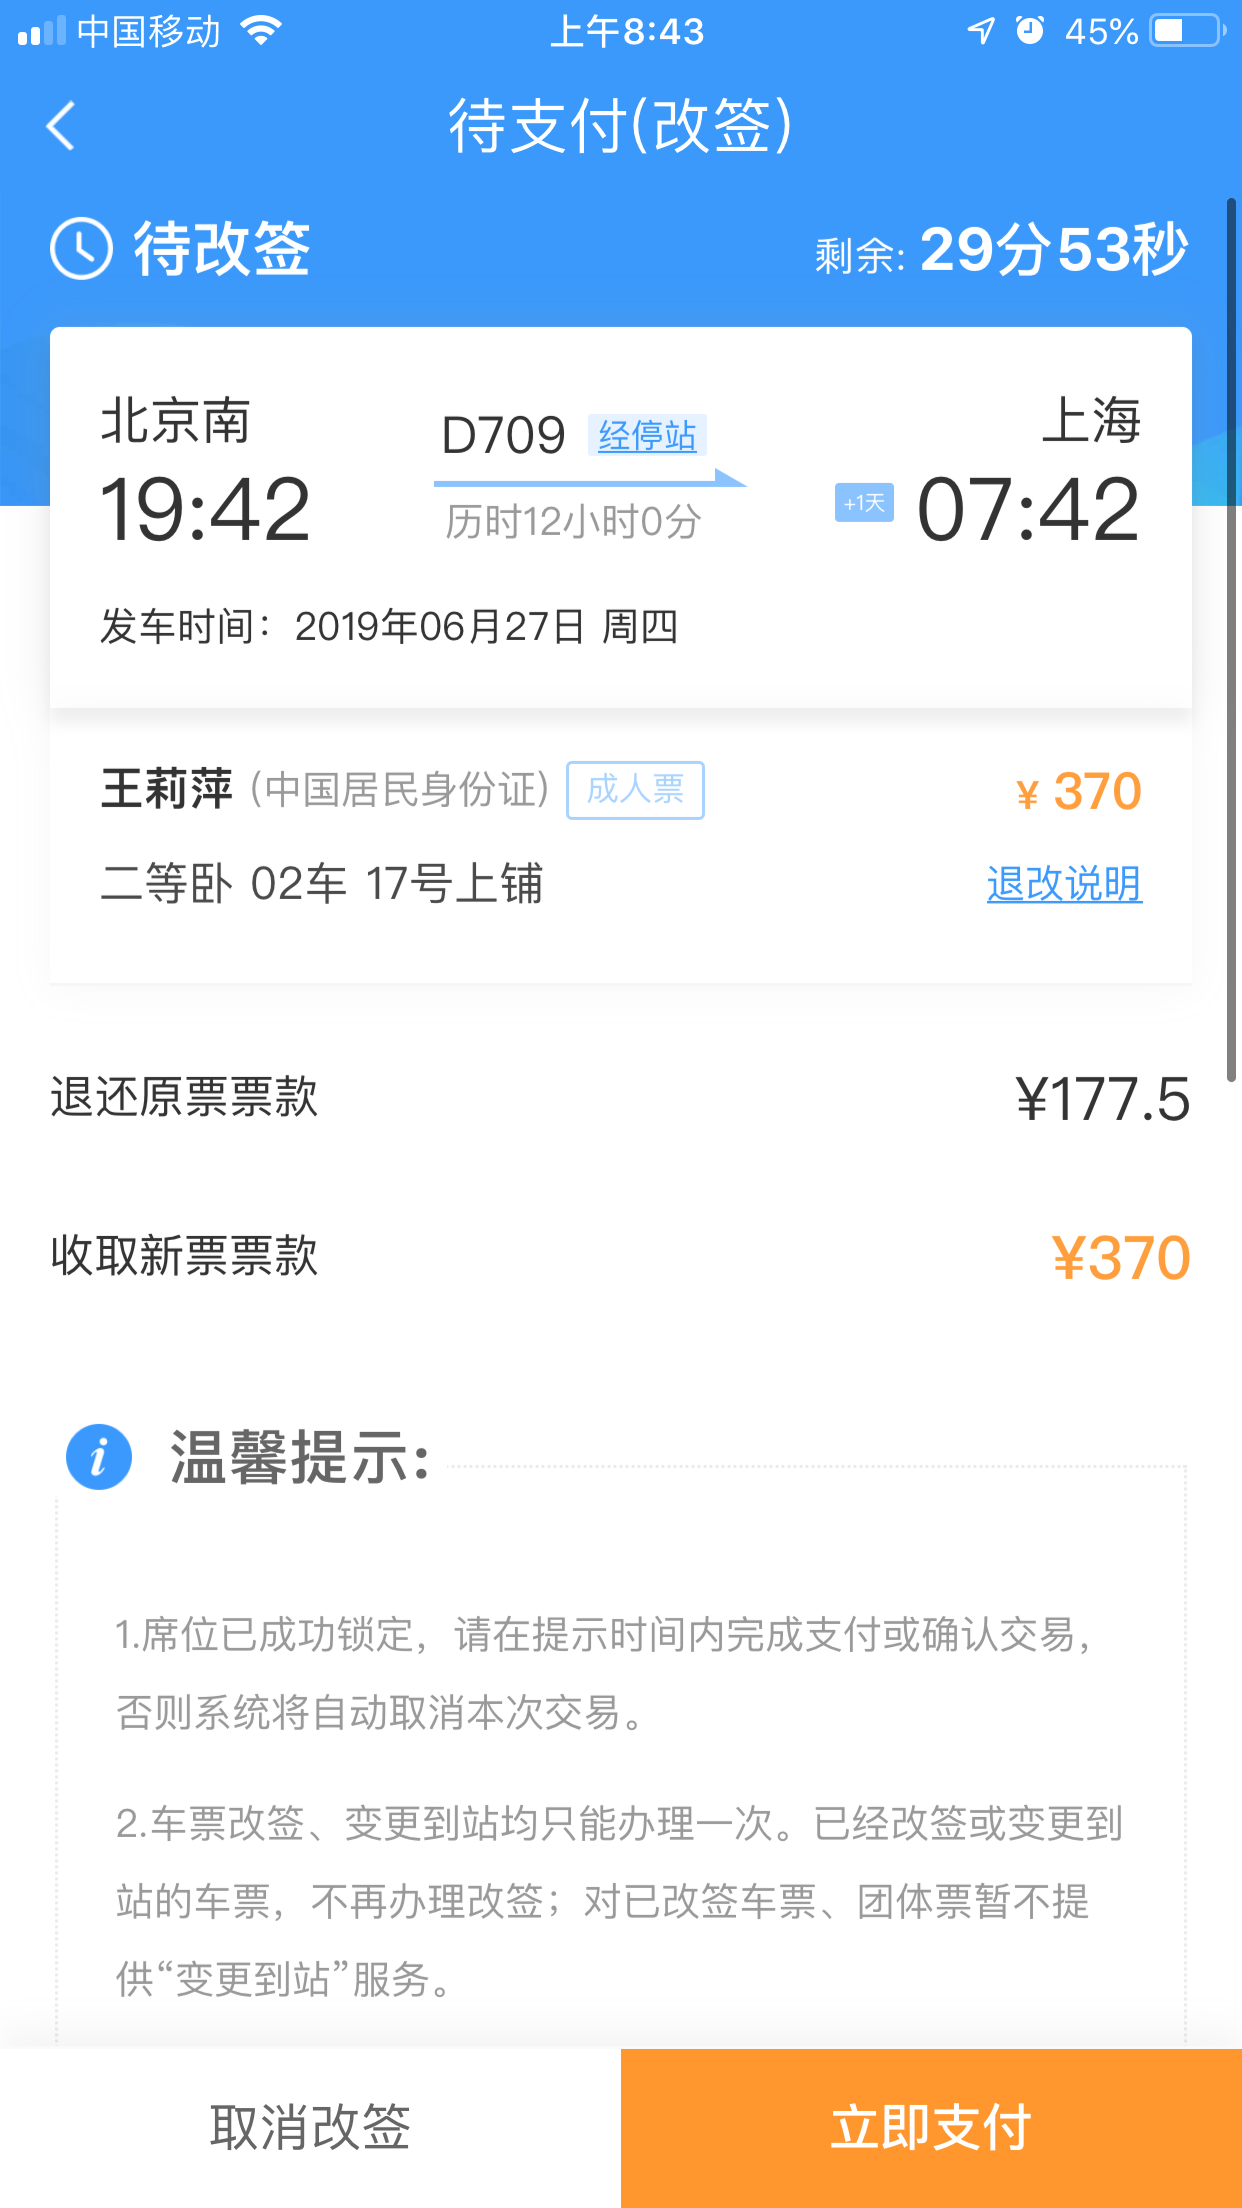 中国移动 上午8:43 45%
待支付(改签)
待改签 剩余: 29分53秒
北京南 D709 经停站 上海
19:42 历时12小时0分 +1天 07:42
发车时间：2019年06月27日 周四
王莉萍 (中国居民身份证) 成人票 ¥ 370
二等卧 02车 17号上铺 退改说明
退还原票票款 ¥177.5
收取新票票款 ¥370
i 温馨提示:
1.席位已成功锁定，请在提示时间内完成支付或确认交易，
否则系统将自动取消本次交易。
2.车票改签、变更到站均只能办理一次。已经改签或变更到
站的车票，不再办理改签；对已改签车票、团体票暂不提
供“变更到站”服务。
取消改签 立即支付